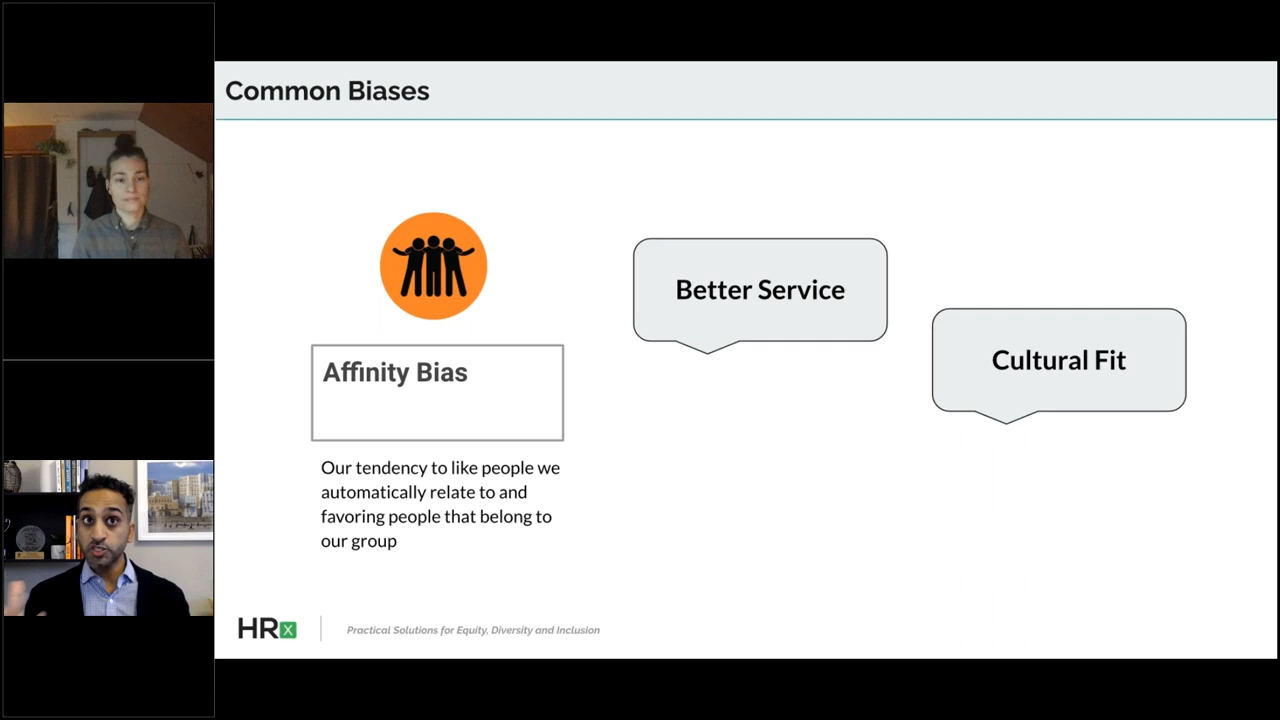 Common Biases
Better Service
Cultural Fit
Affinity Bias
Our tendency to like people we
automatically relate to and
favoring people that belong to
our group
HRx
Practical Solutions for Equity, Diversity and Inclusion